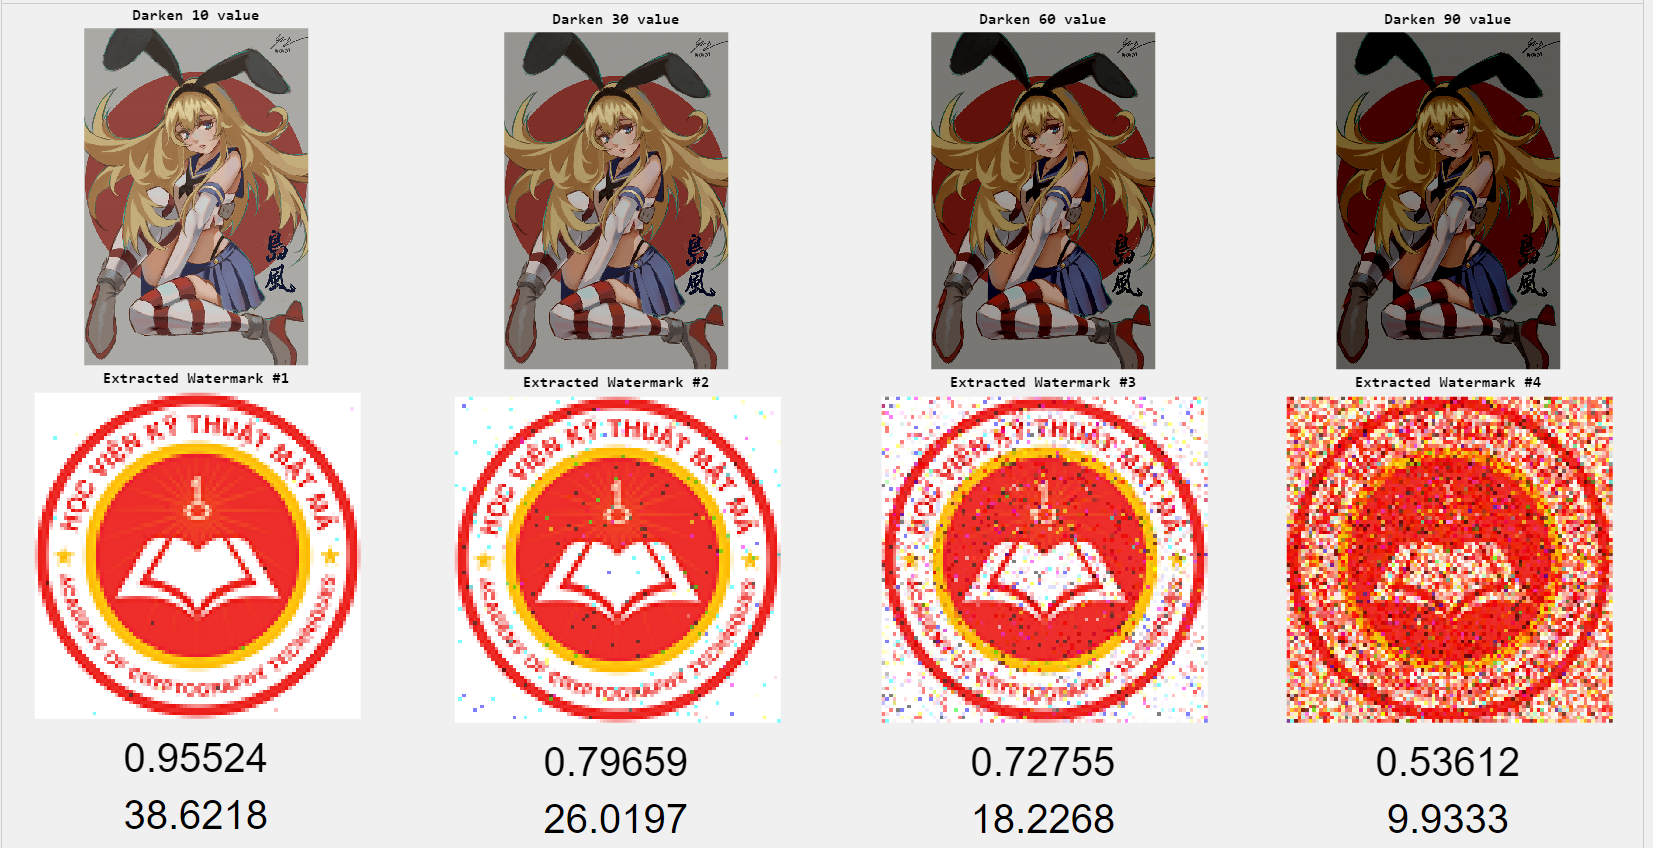 Darken 10 value
Darken 30 value
Darken 60 value
Darken 90 value
島風
島風
島風
島風
Extracted Watermark #1
Extracted Watermark #2
Extracted Watermark #3
Extracted Watermark #4
HỌC VIỆN KỸ THUẬT MẬT MÃ
ACADEMY OF CRYPTOGRAPHY TECHNIQUES
HỌC VIỆN KỸ THUẬT MẬT MÃ
ACADEMY OF CRYPTOGRAPHY TECHNIQUES
HỌC VIỆN KỸ THUẬT MẬT MÃ
OF CRYPTOGRAPHY
0.95524
0.79659
0.72755
0.53612
38.6218
26.0197
18.2268
9.9333